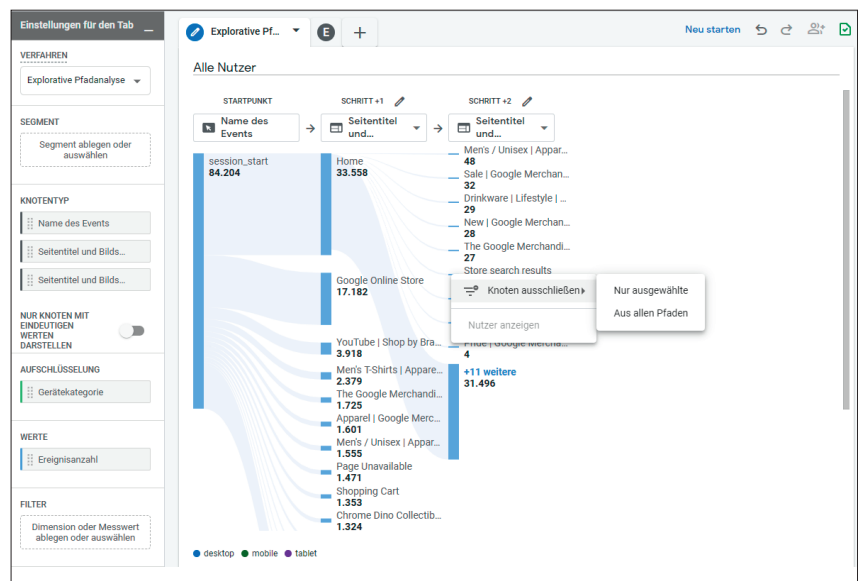 Einstellungen für den Tab
VERFAHREN
Explorative Pfadanalyse
SEGMENT
Segment ablegen oder
auswählen
KNOTENTYP
Name des Events
Seitentitel und Bilds...
Seitentitel und Bilds...
NUR KNOTEN MIT
EINDEUTIGEN
WERTEN
DARSTELLEN
AUFSCHLÜSSELUNG
Gerätekategorie
WERTE
Ereignisanzahl
FILTER
Dimension oder Messwert
ablegen oder auswählen
Explorative Pf...
E
Neu starten
Alle Nutzer
STARTPUNKT
Name des
Events
session_start
84.204
SCHRITT +1
Seitentitel
und...
Home
33.558
Google Online Store
17.182
YouTube | Shop by Bra...
3.918
Men's T-Shirts | Appare...
2.379
The Google Merchandi...
1.725
Apparel | Google Merc...
1.601
Men's / Unisex | Appar...
1.555
Page Unavailable
1.471
Shopping Cart
1.353
Chrome Dino Collectib...
1.324
SCHRITT +2
Seitentitel
und...
Men's / Unisex | Appar...
48
Sale | Google Merchan...
32
Drinkware | Lifestyle | ...
29
New | Google Merchan...
28
The Google Merchandi...
27
Store search results
Knoten ausschließen
Nutzer anzeigen
Nur ausgewählte
Aus allen Pfaden
Pride | Google Mercha...
4
+11 weitere
31.496
desktop mobile tablet